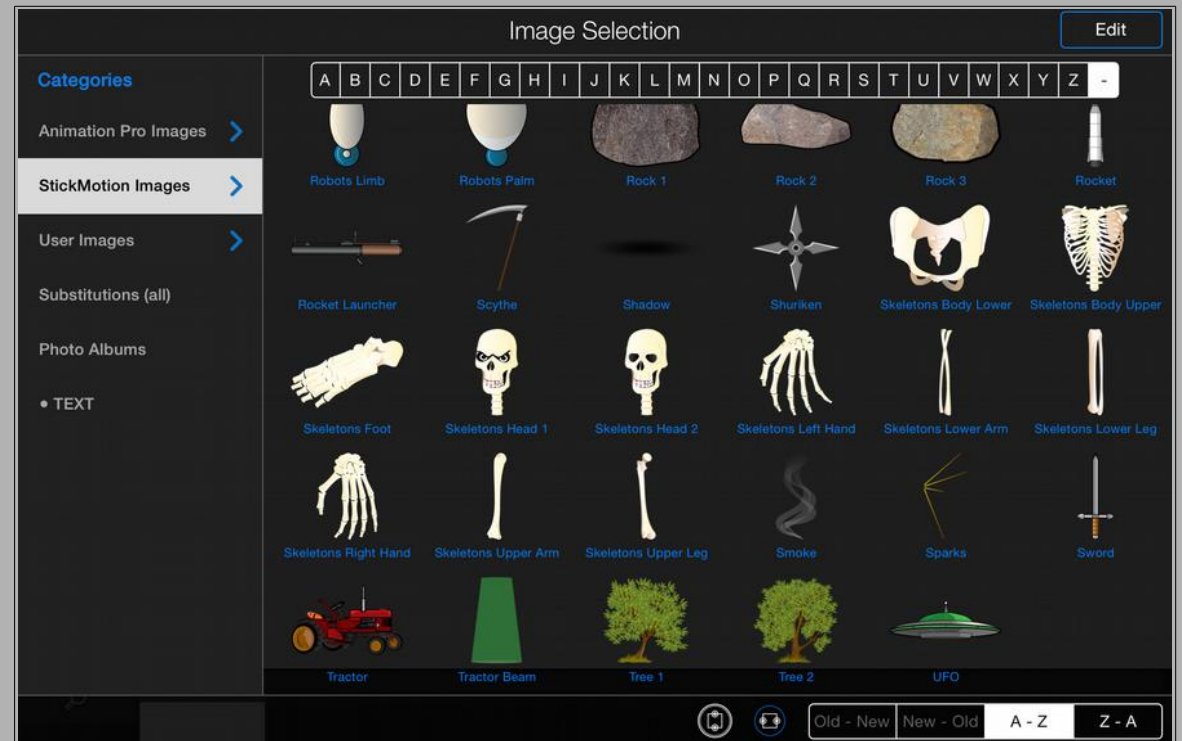 Image Selection
Edit
Categories
A B C D E F G H I J K L M N O P Q R S T U V W X Y Z -
Animation Pro Images
StickMotion Images
User Images
Substitutions (all)
Photo Albums
• TEXT
Robots Limb
Robots Palm
Rock 1
Rock 2
Rock 3
Rocket
Rocket Launcher
Scythe
Shadow
Shuriken
Skeletons Body Lower
Skeletons Body Upper
Skeletons Foot
Skeletons Head 1
Skeletons Head 2
Skeletons Left Hand
Skeletons Lower Arm
Skeletons Lower Leg
Skeletons Right Hand
Skeletons Upper Arm
Skeletons Upper Leg
Smoke
Sparks
Sword
Tractor
Tractor Beam
Tree 1
Tree 2
UFO
Old - New
New - Old
A - Z
Z - A